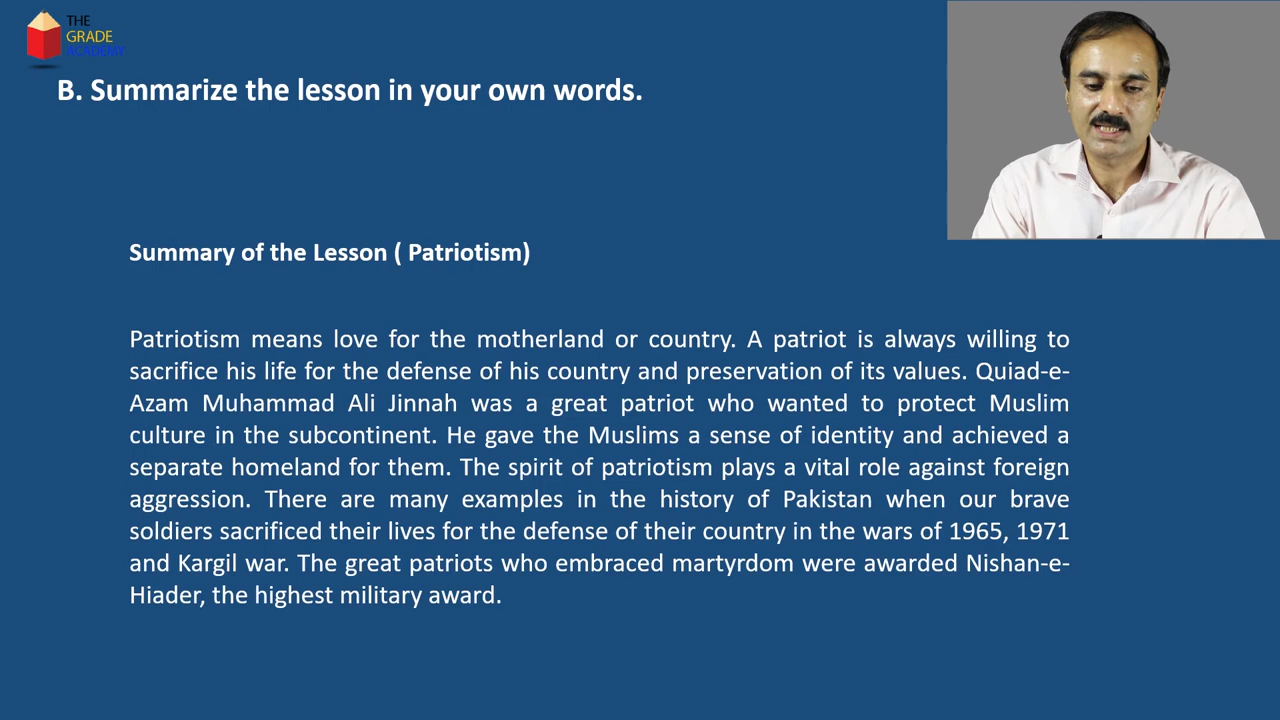 THE
GRADE
ACADEMY
B. Summarize the lesson in your own words.
Summary of the Lesson ( Patriotism)
Patriotism means love for the motherland or country. A patriot is always willing to
sacrifice his life for the defense of his country and preservation of its values. Quiad-e-
Azam Muhammad Ali Jinnah was a great patriot who wanted to protect Muslim
culture in the subcontinent. He gave the Muslims a sense of identity and achieved a
separate homeland for them. The spirit of patriotism plays a vital role against foreign
aggression. There are many examples in the history of Pakistan when our brave
soldiers sacrificed their lives for the defense of their country in the wars of 1965, 1971
and Kargil war. The great patriots who embraced martyrdom were awarded Nishan-e-
Hiader, the highest military award.